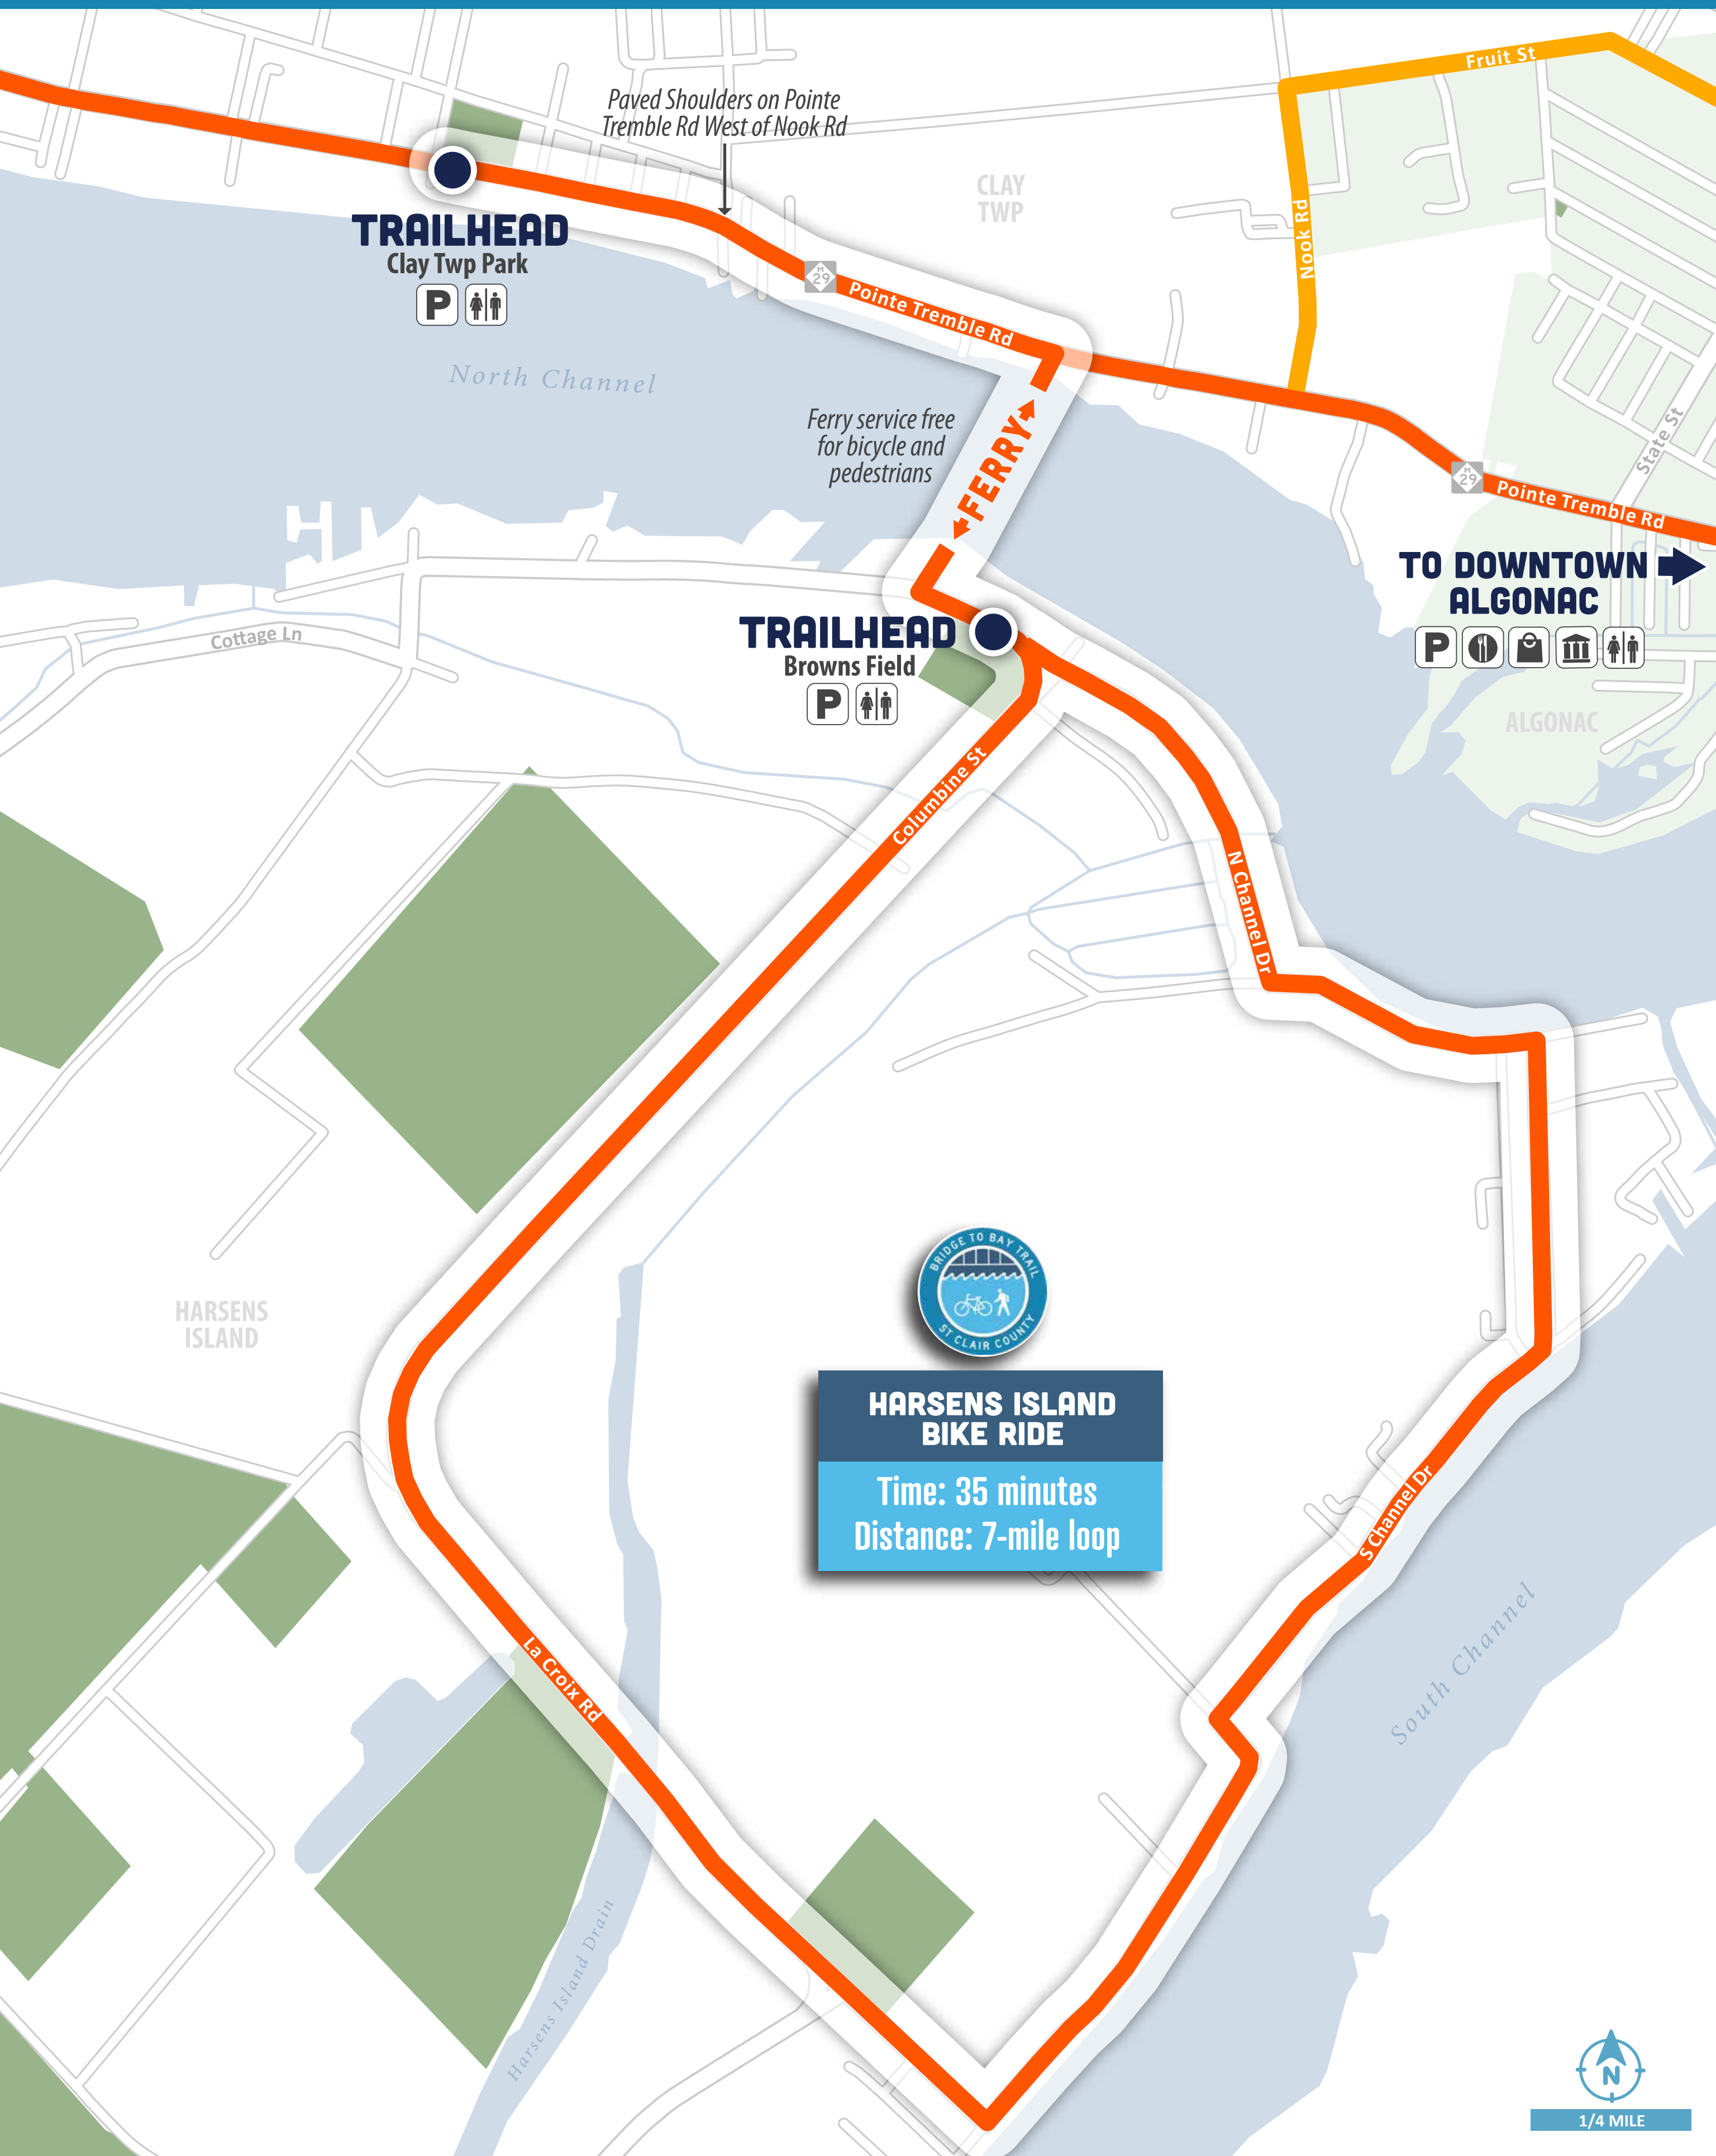 Fruit St
Paved Shoulders on Pointe
Tremble Rd West of Nook Rd
CLAY
TWP
Nook Rd
TRAILHEAD
Clay Twp Park
P
M
29
Pointe Tremble Rd
North Channel
Ferry service free
for bicycle and
pedestrians
FERRY
State St
M
29
Pointe Tremble Rd
TO DOWNTOWN
ALGONAC
P
ALGONAC
Cottage Ln
TRAILHEAD
Browns Field
P
Columbine St
N Channel Dr
BRIDGE TO BAY TRAIL
ST CLAIR COUNTY
HARSENS
ISLAND
HARSENS ISLAND
BIKE RIDE
Time: 35 minutes
Distance: 7-mile loop
S Channel Dr
South Channel
La Croix Rd
Harsens Island Drain
N
1/4 MILE